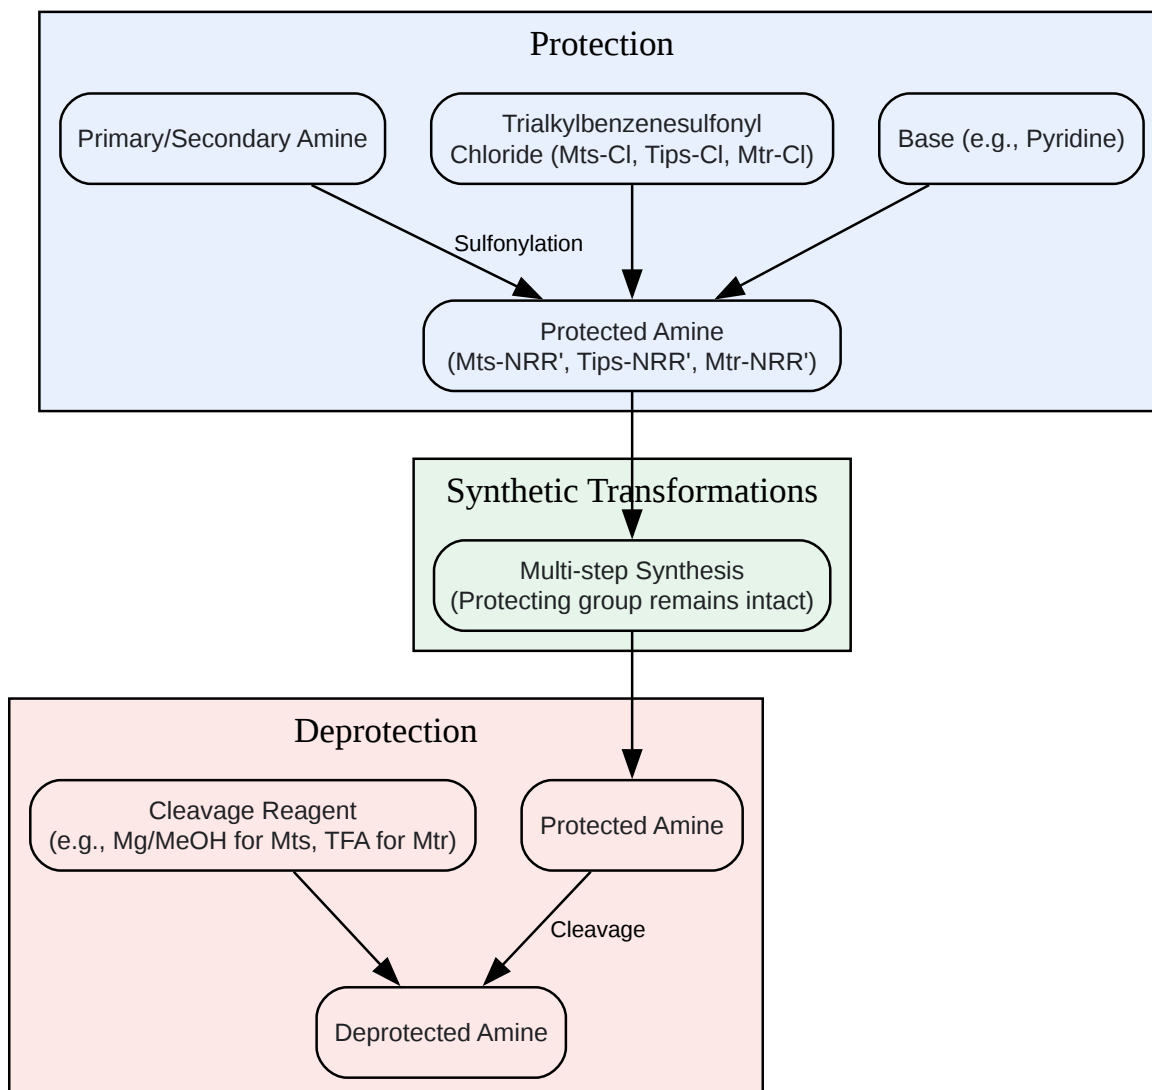 Protection
Primary/Secondary Amine
Trialkylbenzenesulfonyl
Chloride (Mts-Cl, Tips-Cl, Mtr-Cl)
Base (e.g., Pyridine)
Sulfonylation
Protected Amine
(Mts-NRR', Tips-NRR', Mtr-NRR')
Synthetic Transformations
Multi-step Synthesis
(Protecting group remains intact)
Deprotection
Cleavage Reagent
(e.g., Mg/MeOH for Mts, TFA for Mtr)
Protected Amine
Cleavage
Deprotected Amine